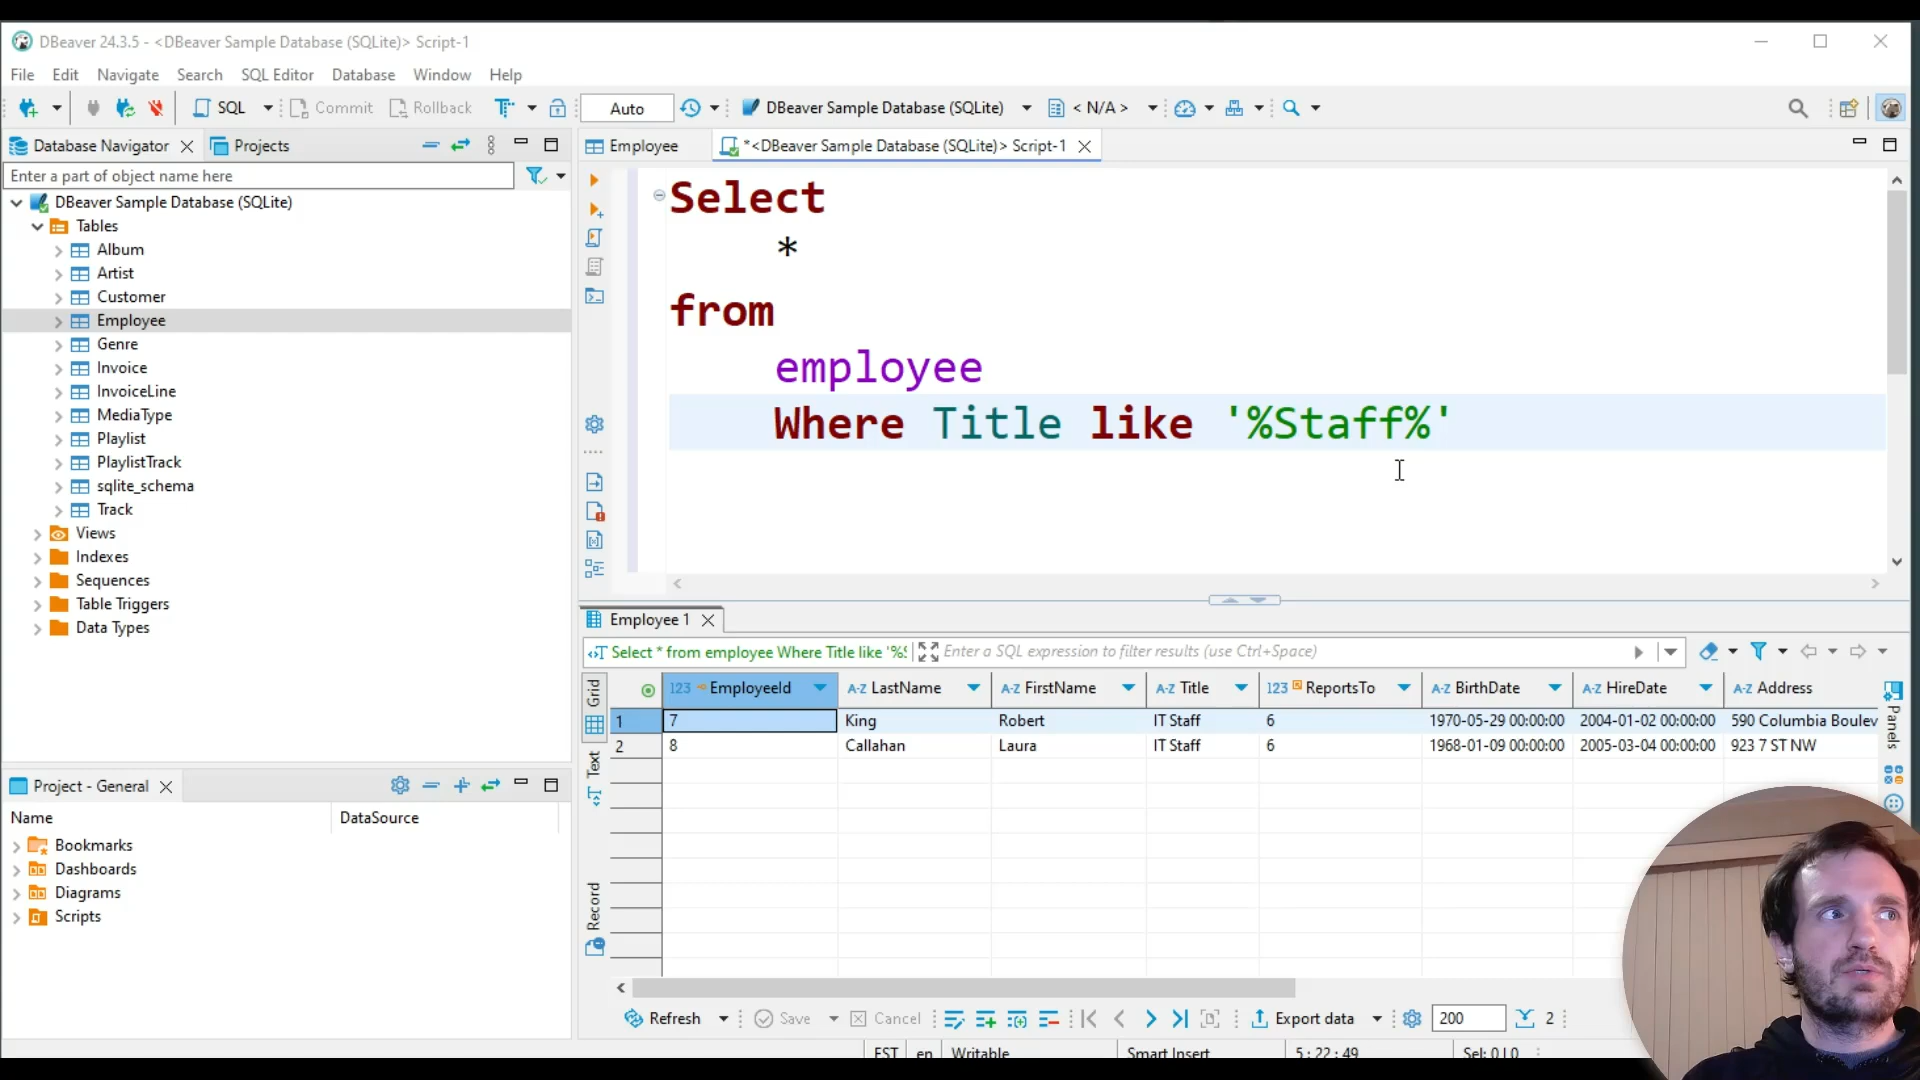 DBeaver 24.3.5 - <DBeaver Sample Database (SQLite)> Script-1
File Edit Navigate Search SQL Editor Database Window Help
SQL Commit Rollback Auto DBeaver Sample Database (SQLite) < N/A >
Database Navigator Projects
Enter a part of object name here
DBeaver Sample Database (SQLite)
Tables
Album
Artist
Customer
Employee
Genre
Invoice
InvoiceLine
MediaType
Playlist
PlaylistTrack
sqlite_schema
Track
Views
Indexes
Sequences
Table Triggers
Data Types
Project - General
Name DataSource
Bookmarks
Dashboards
Diagrams
Scripts
Employee *<DBeaver Sample Database (SQLite)> Script-1
Select
*
from
employee
Where Title like '%Staff%'
Employee 1
Select * from employee Where Title like '%S Enter a SQL expression to filter results (use Ctrl+Space)
Grid
Text
Record
Panels
123 EmployeeId A-Z LastName A-Z FirstName A-Z Title 123 ReportsTo A-Z BirthDate A-Z HireDate A-Z Address
1 7 King Robert IT Staff 6 1970-05-29 00:00:00 2004-01-02 00:00:00 590 Columbia Boulev
2 8 Callahan Laura IT Staff 6 1968-01-09 00:00:00 2005-03-04 00:00:00 923 7 ST NW
Refresh Save Cancel Export data 200 2
EST en Writable Smart Insert 5 : 22 : 49 Sel: 0 | 0